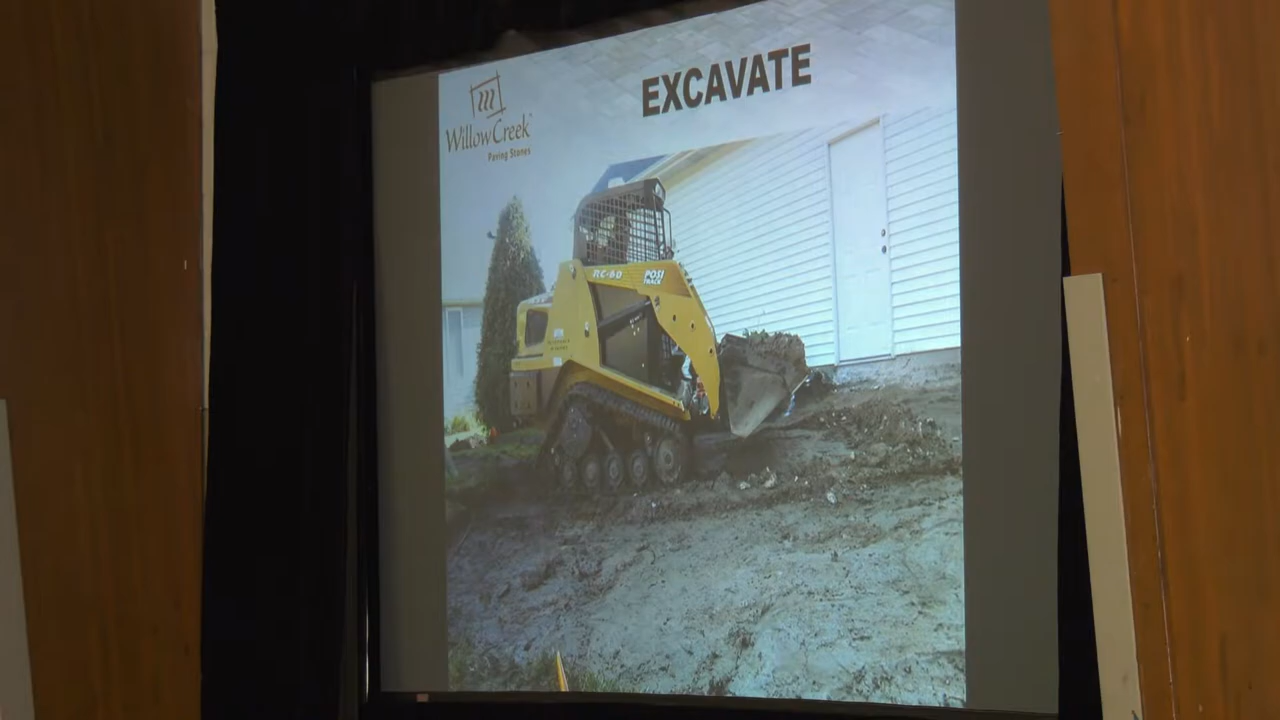 EXCAVATE
WillowCreek
Paving Stones
RC-60
POSI
TRACK